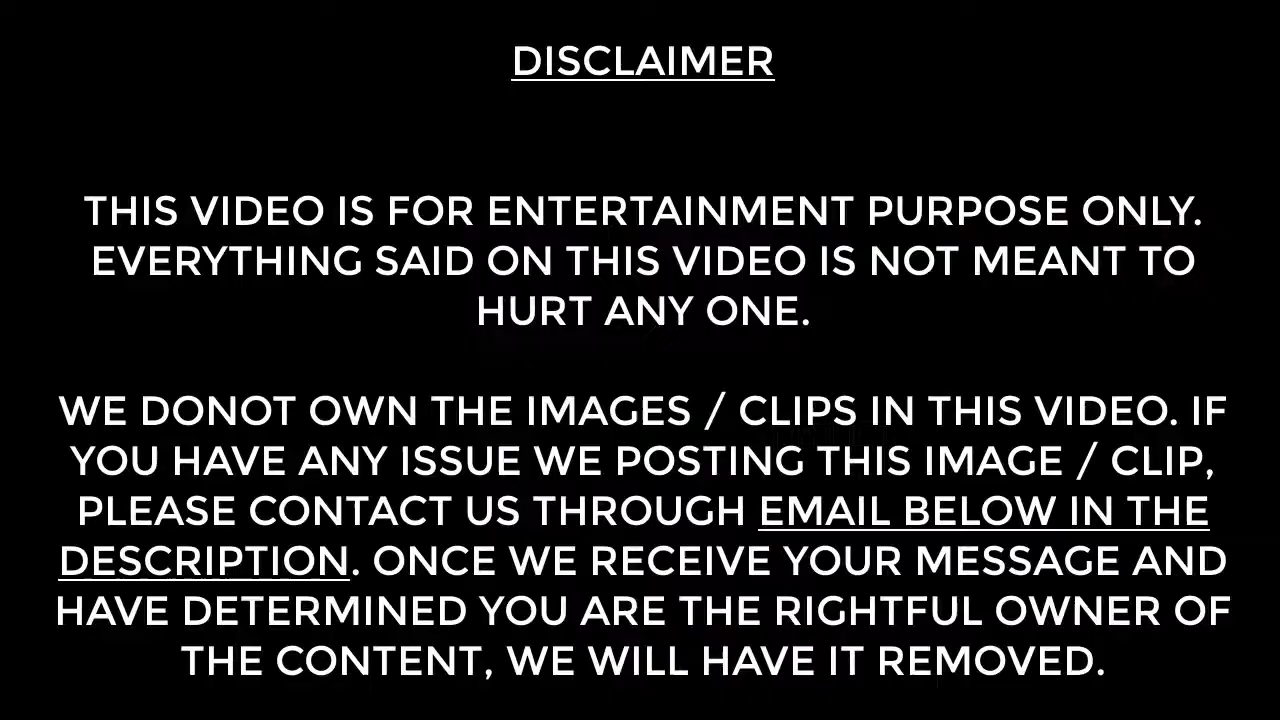 DISCLAIMER
THIS VIDEO IS FOR ENTERTAINMENT PURPOSE ONLY.
EVERYTHING SAID ON THIS VIDEO IS NOT MEANT TO
HURT ANY ONE.
WE DONOT OWN THE IMAGES / CLIPS IN THIS VIDEO. IF
YOU HAVE ANY ISSUE WE POSTING THIS IMAGE / CLIP,
PLEASE CONTACT US THROUGH EMAIL BELOW IN THE
DESCRIPTION. ONCE WE RECEIVE YOUR MESSAGE AND
HAVE DETERMINED YOU ARE THE RIGHTFUL OWNER OF
THE CONTENT, WE WILL HAVE IT REMOVED.